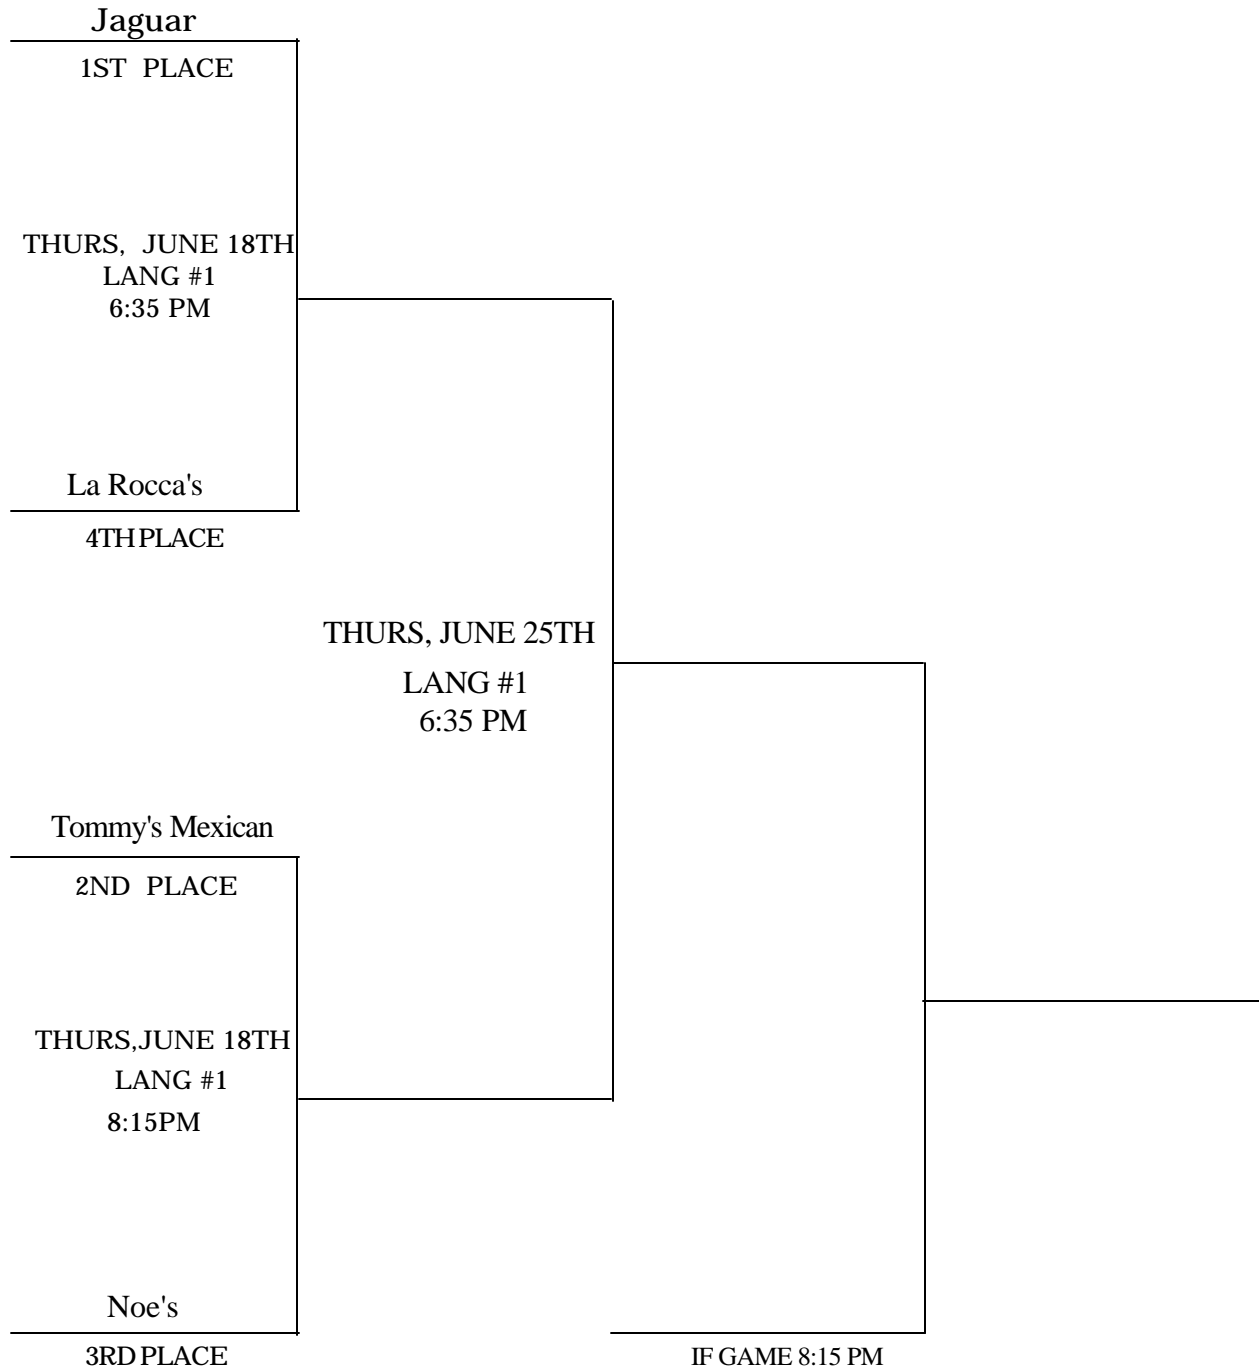 Jaguar
1ST PLACE
THURS, JUNE 18TH
LANG #1
6:35 PM
La Rocca's
4TH PLACE
THURS, JUNE 25TH
LANG #1
6:35 PM
Tommy's Mexican
2ND PLACE
THURS,JUNE 18TH
LANG #1
8:15PM
Noe's
3RD PLACE
IF GAME 8:15 PM